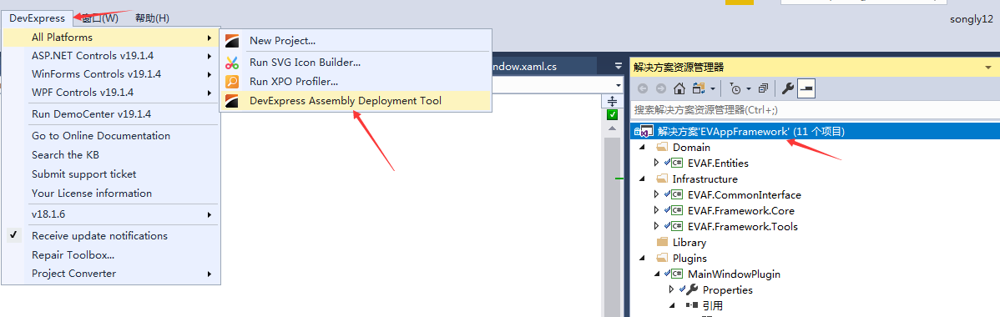 DevExpress 窗口(W) 帮助(H)
songly12
All Platforms
ASP.NET Controls v19.1.4
WinForms Controls v19.1.4
WPF Controls v19.1.4
Run DemoCenter v19.1.4
Go to Online Documentation
Search the KB
Submit support ticket
Your License information
v18.1.6
Receive update notifications
Repair Toolbox...
Project Converter
New Project...
Run SVG Icon Builder...
Run XPO Profiler...
DevExpress Assembly Deployment Tool
ndow.xaml.cs
解决方案资源管理器
搜索解决方案资源管理器(Ctrl+;)
解决方案'EVAppFramework' (11 个项目)
Domain
C# EVAF.Entities
Infrastructure
C# EVAF.CommonInterface
C# EVAF.Framework.Core
C# EVAF.Framework.Tools
Library
Plugins
C# MainWindowPlugin
Properties
引用